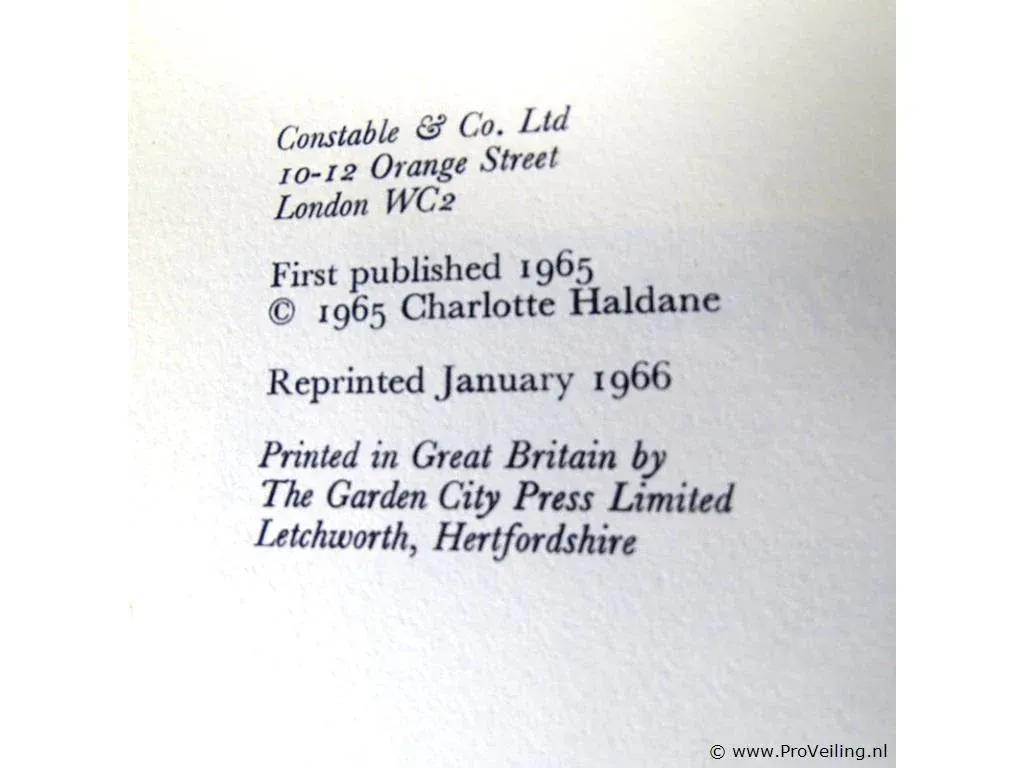 Constable & Co. Ltd
10-12 Orange Street
London WC2
First published 1965
© 1965 Charlotte Haldane
Reprinted January 1966
Printed in Great Britain by
The Garden City Press Limited
Letchworth, Hertfordshire
© www.ProVeiling.nl